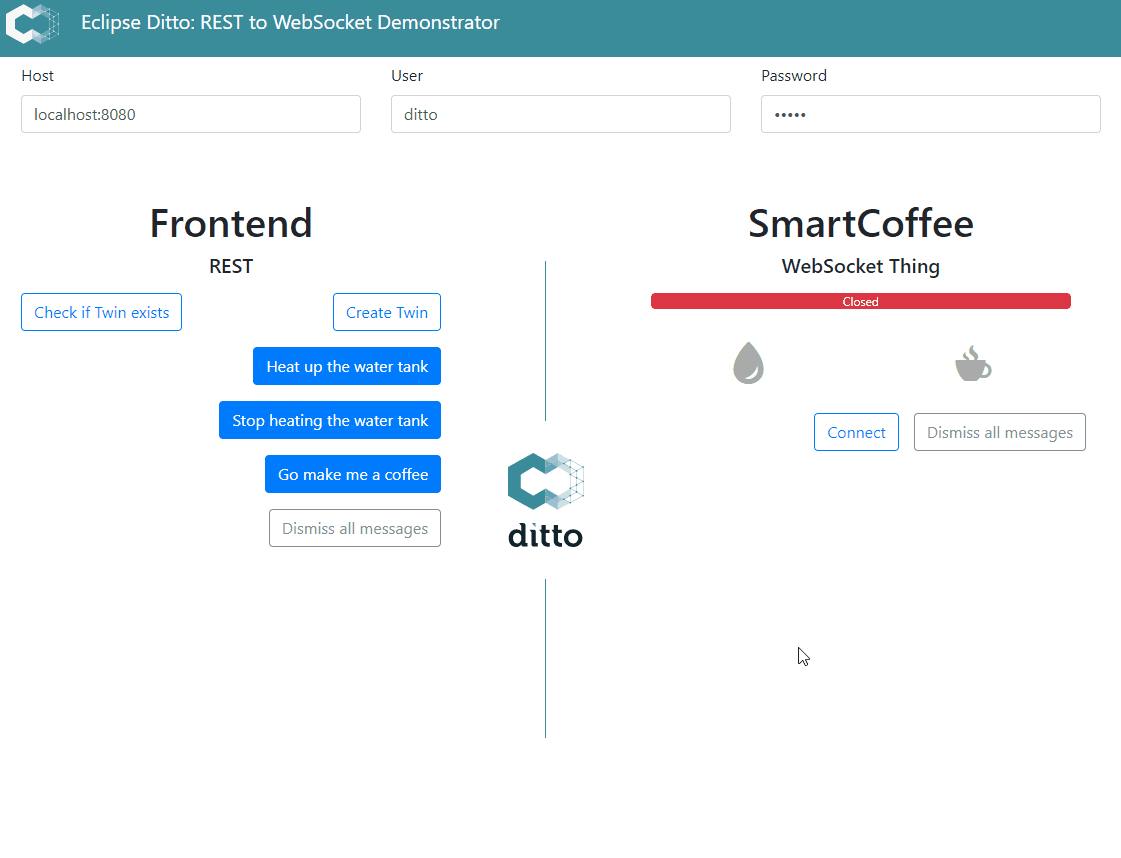 Eclipse Ditto: REST to WebSocket Demonstrator
Host
User
Password
localhost:8080
ditto
•••••
Frontend
REST
Check if Twin exists
Create Twin
Heat up the water tank
Stop heating the water tank
Go make me a coffee
Dismiss all messages
ditto
SmartCoffee
WebSocket Thing
Closed
Connect
Dismiss all messages